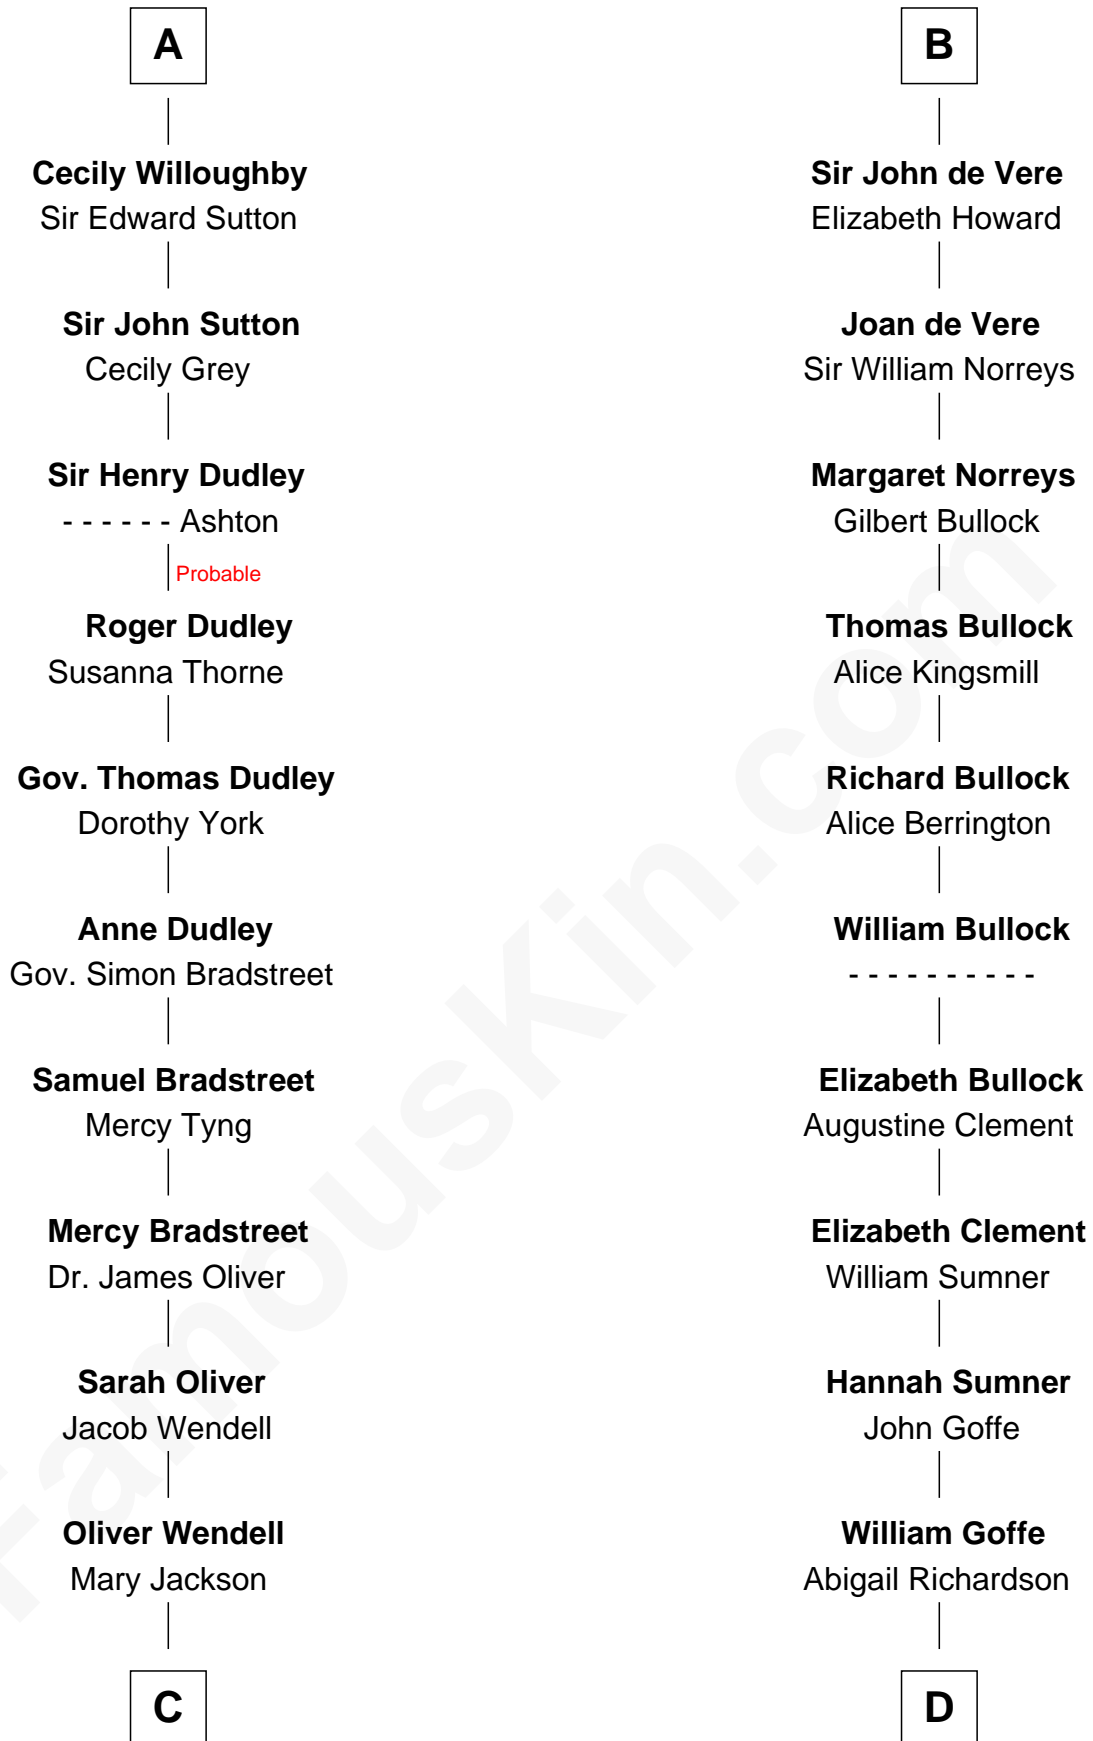 A
Cecily Willoughby
Sir Edward Sutton
Sir John Sutton
Cecily Grey
Sir Henry Dudley
- - - - - - Ashton
Probable
Roger Dudley
Susanna Thorne
Gov. Thomas Dudley
Dorothy York
Anne Dudley
Gov. Simon Bradstreet
Samuel Bradstreet
Mercy Tyng
Mercy Bradstreet
Dr. James Oliver
Sarah Oliver
Jacob Wendell
Oliver Wendell
Mary Jackson
C
B
Sir John de Vere
Elizabeth Howard
Joan de Vere
Sir William Norreys
Margaret Norreys
Gilbert Bullock
Thomas Bullock
Alice Kingsmill
Richard Bullock
Alice Berrington
William Bullock
- - - - - - - - - -
Elizabeth Bullock
Augustine Clement
Elizabeth Clement
William Sumner
Hannah Sumner
John Goffe
William Goffe
Abigail Richardson
D
FamousKin.com